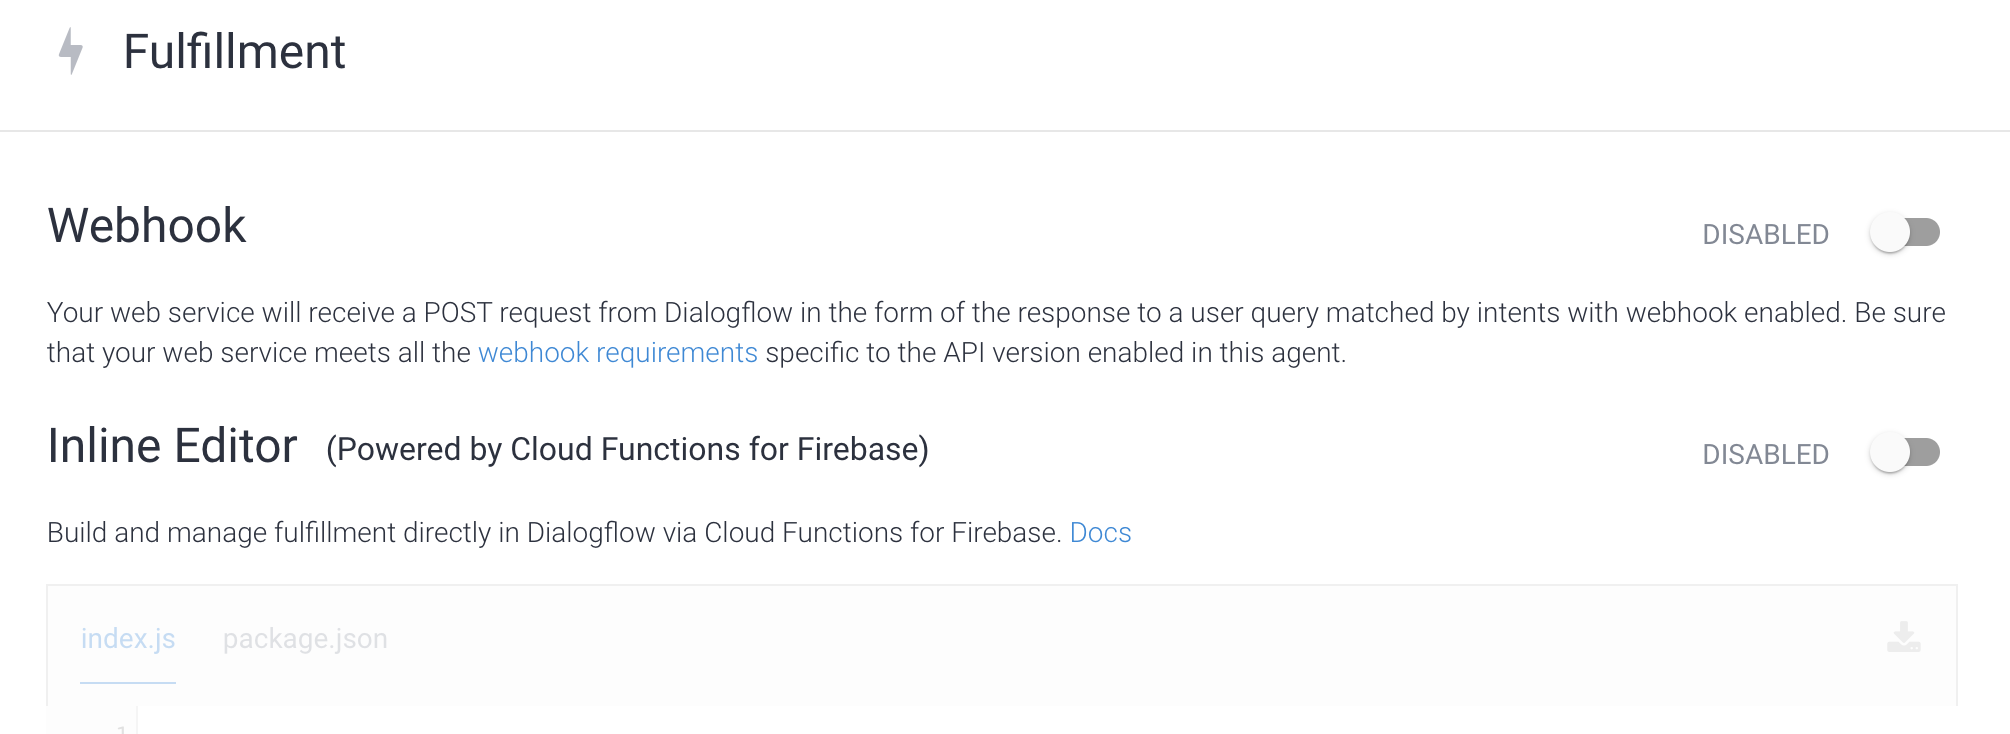 Fulfillment
Webhook
DISABLED
Your web service will receive a POST request from Dialogflow in the form of the response to a user query matched by intents with webhook enabled. Be sure
that your web service meets all the webhook requirements specific to the API version enabled in this agent.
Inline Editor (Powered by Cloud Functions for Firebase)
DISABLED
Build and manage fulfillment directly in Dialogflow via Cloud Functions for Firebase. Docs
index.js package.json
1